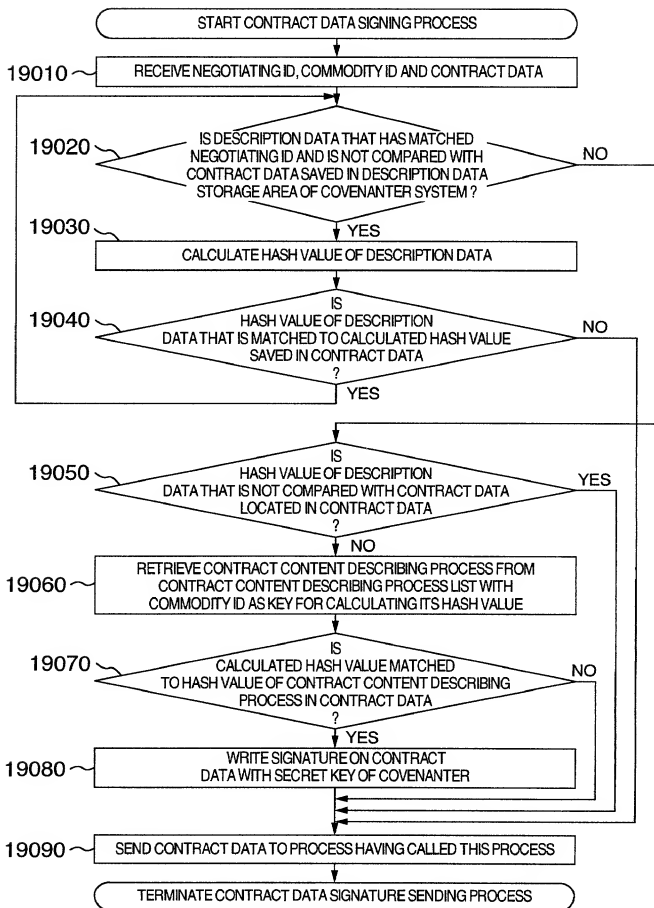 START CONTRACT DATA SIGNING PROCESS
19010
RECEIVE NEGOTIATING ID, COMMODITY ID AND CONTRACT DATA
19020
IS DESCRIPTION DATA THAT HAS MATCHED
NEGOTIATING ID AND IS NOT COMPARED WITH
CONTRACT DATA SAVED IN DESCRIPTION DATA
STORAGE AREA OF COVENANTER SYSTEM ?
NO
YES
19030
CALCULATE HASH VALUE OF DESCRIPTION DATA
19040
IS
HASH VALUE OF DESCRIPTION
DATA THAT IS MATCHED TO CALCULATED HASH VALUE
SAVED IN CONTRACT DATA
?
NO
YES
19050
IS
HASH VALUE OF DESCRIPTION
DATA THAT IS NOT COMPARED WITH CONTRACT DATA
LOCATED IN CONTRACT DATA
?
YES
NO
19060
RETRIEVE CONTRACT CONTENT DESCRIBING PROCESS FROM
CONTRACT CONTENT DESCRIBING PROCESS LIST WITH
COMMODITY ID AS KEY FOR CALCULATING ITS HASH VALUE
19070
IS
CALCULATED HASH VALUE MATCHED
TO HASH VALUE OF CONTRACT CONTENT DESCRIBING
PROCESS IN CONTRACT DATA
?
NO
YES
19080
WRITE SIGNATURE ON CONTRACT
DATA WITH SECRET KEY OF COVENANTER
19090
SEND CONTRACT DATA TO PROCESS HAVING CALLED THIS PROCESS
TERMINATE CONTRACT DATA SIGNATURE SENDING PROCESS